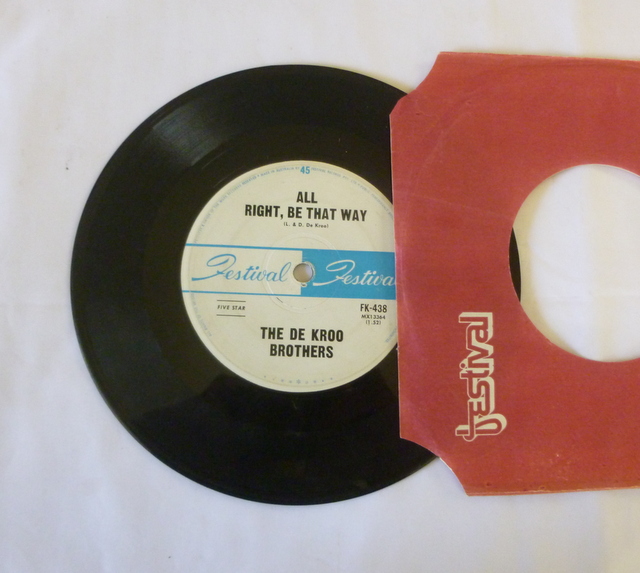 45
ALL
RIGHT, BE THAT WAY
(L. & D. De Kroo)
Festival Festival
FIVE STAR
FK-438
MX13364
(1.53)
THE DE KROO
BROTHERS
festival